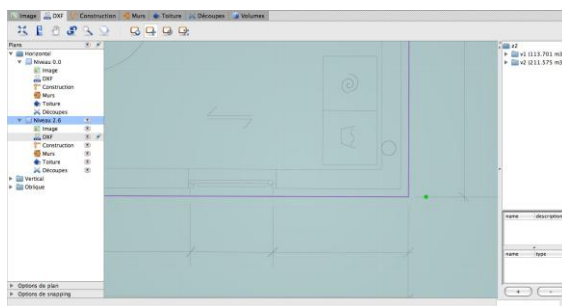 Image DXF Construction Murs Toiture Découpes Volumes
Plans
Horizontal
Niveau 0.0
Image
DXF
Construction
Murs
Toiture
Découpes
Niveau 2.6
Image
DXF
Construction
Murs
Toiture
Découpes
Vertical
Oblique
Options de plan
Options de snapping
v2
v1 (113.701 m3
v2 (211.575 m3
name description
name type
+ -